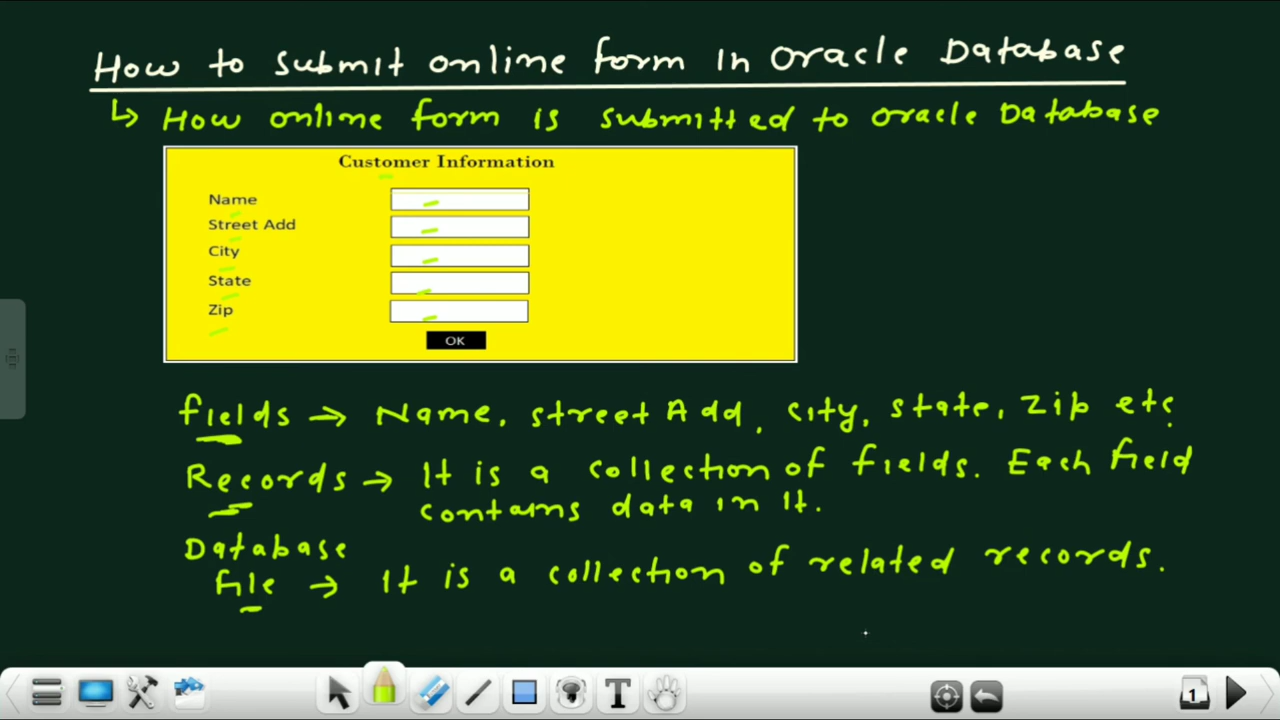 How to submit online form in Oracle Database
↳ How online form is submitted to oracle Database
Customer Information
Name
Street Add
City
State
Zip
OK
fields → Name, street Add, city, state, Zip etc.
Records → It is a collection of fields. Each field
contains data in it.
Database
file → It is a collection of related records.
T
1